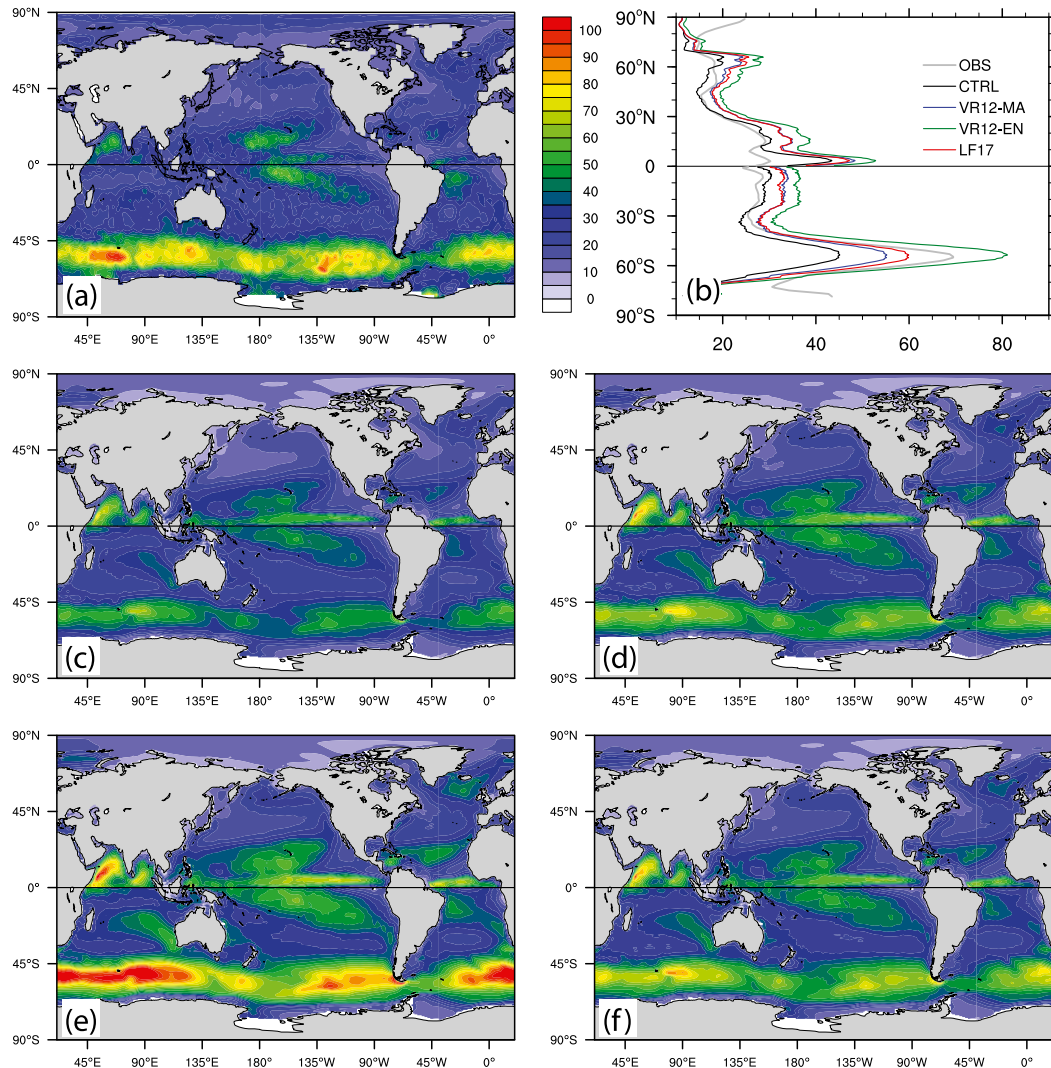 90°N
45°N
0°
45°S
90°S
45°E 90°E 135°E 180° 135°W 90°W 45°W 0°
(a)
100
90
80
70
60
50
40
30
20
10
0
90°N
60°N
30°N
0
30°S
60°S
90°S
20 40 60 80
OBS
CTRL
VR12-MA
VR12-EN
LF17
(b)
90°N
45°N
0°
45°S
90°S
45°E 90°E 135°E 180° 135°W 90°W 45°W 0°
(c)
90°N
45°N
0°
45°S
90°S
45°E 90°E 135°E 180° 135°W 90°W 45°W 0°
(d)
90°N
45°N
0°
45°S
90°S
45°E 90°E 135°E 180° 135°W 90°W 45°W 0°
(e)
90°N
45°N
0°
45°S
90°S
45°E 90°E 135°E 180° 135°W 90°W 45°W 0°
(f)